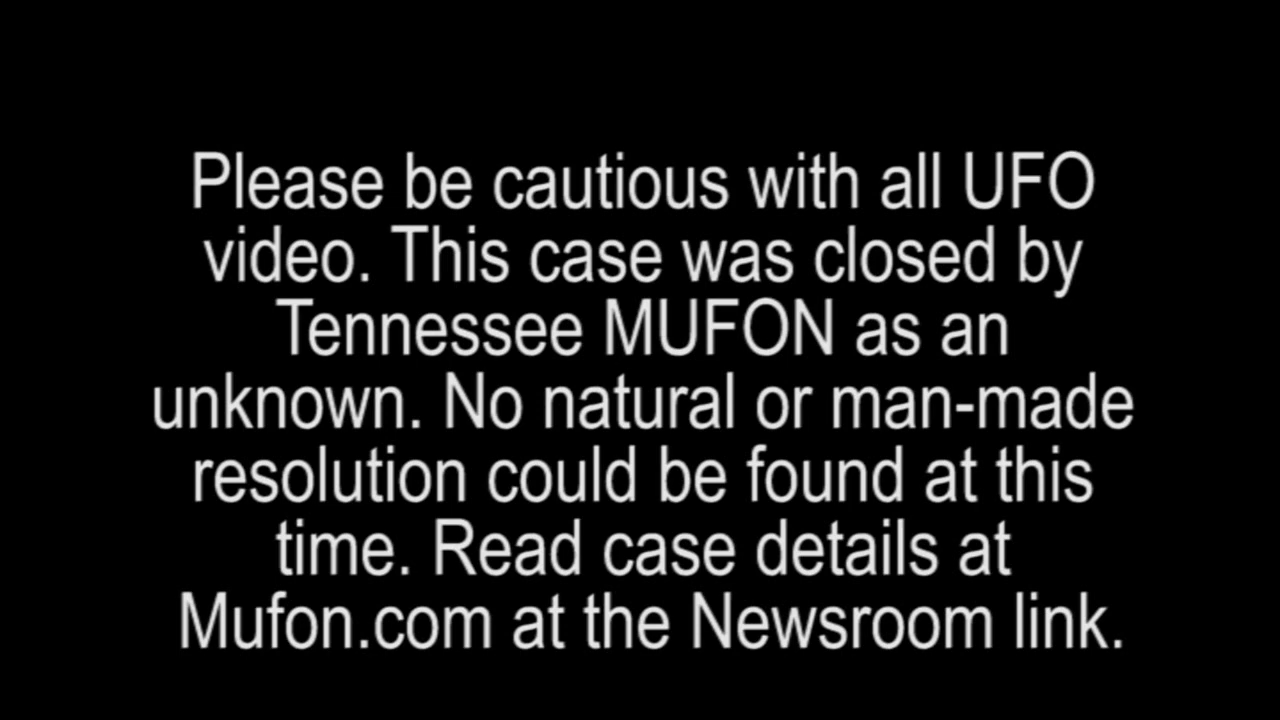 Please be cautious with all UFO
video. This case was closed by
Tennessee MUFON as an
unknown. No natural or man-made
resolution could be found at this
time. Read case details at
Mufon.com at the Newsroom link.